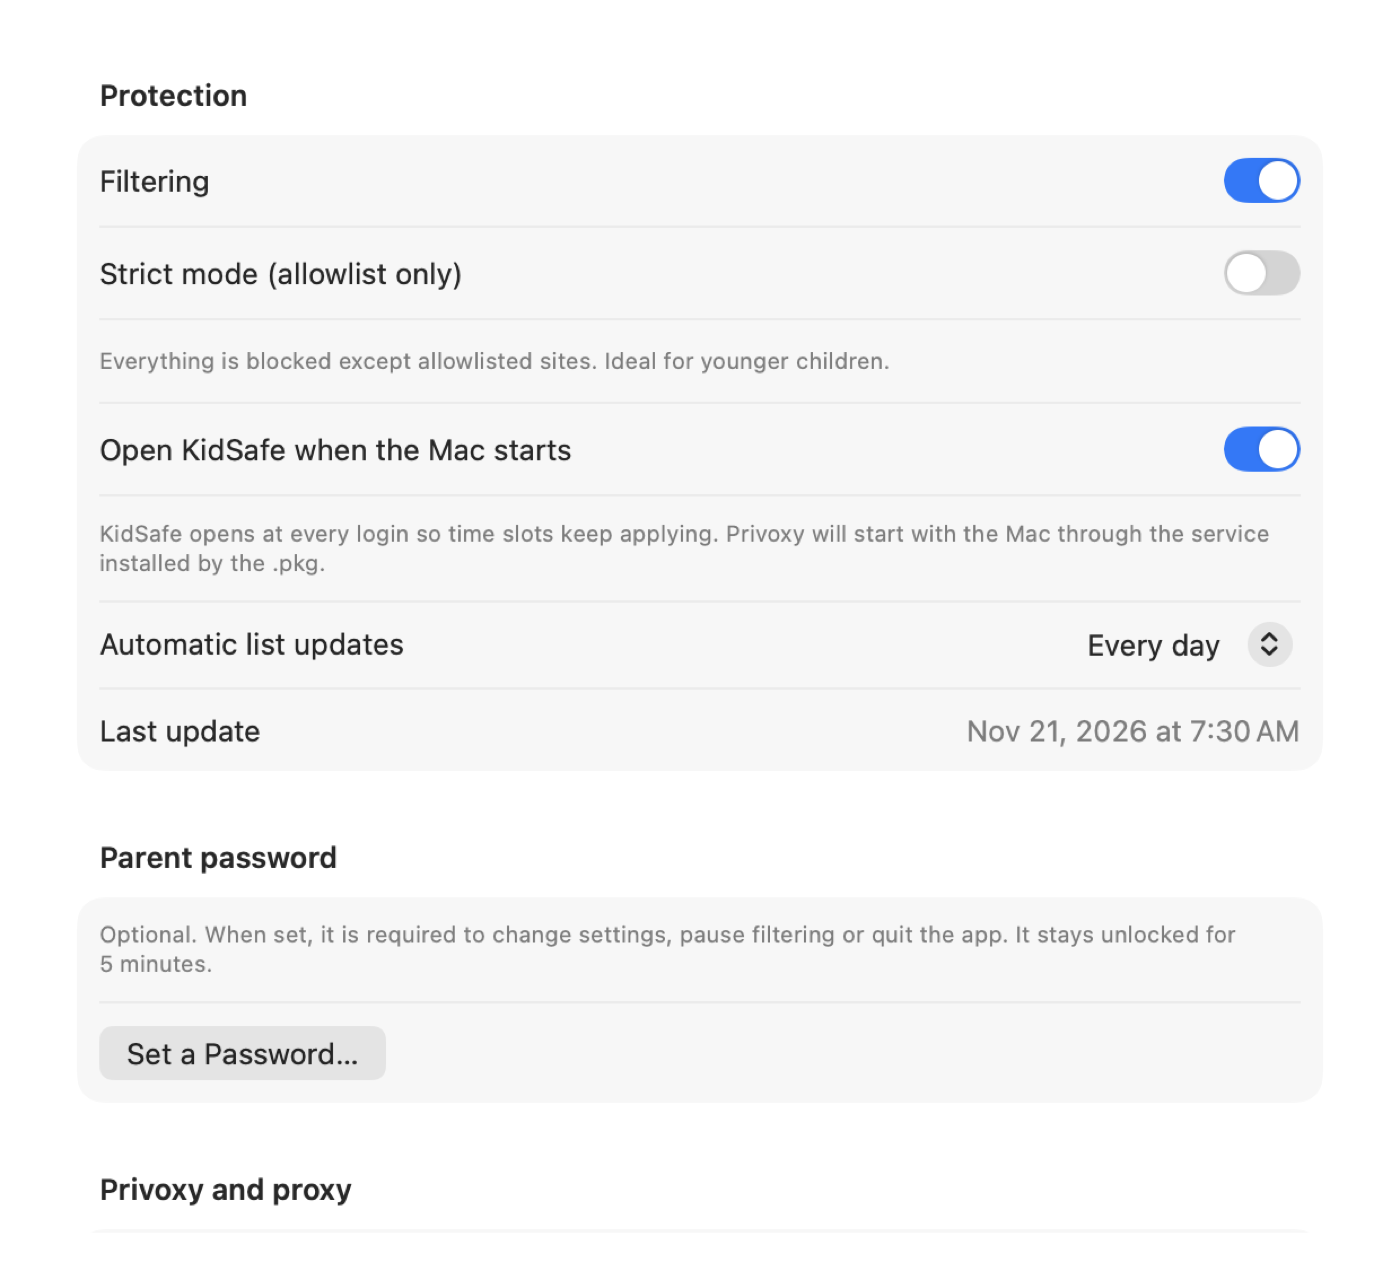 Protection
Filtering
Strict mode (allowlist only)
Everything is blocked except allowlisted sites. Ideal for younger children.
Open KidSafe when the Mac starts
KidSafe opens at every login so time slots keep applying. Privoxy will start with the Mac through the service
installed by the .pkg.
Automatic list updates Every day
Last update Nov 21, 2026 at 7:30 AM
Parent password
Optional. When set, it is required to change settings, pause filtering or quit the app. It stays unlocked for
5 minutes.
Set a Password...
Privoxy and proxy